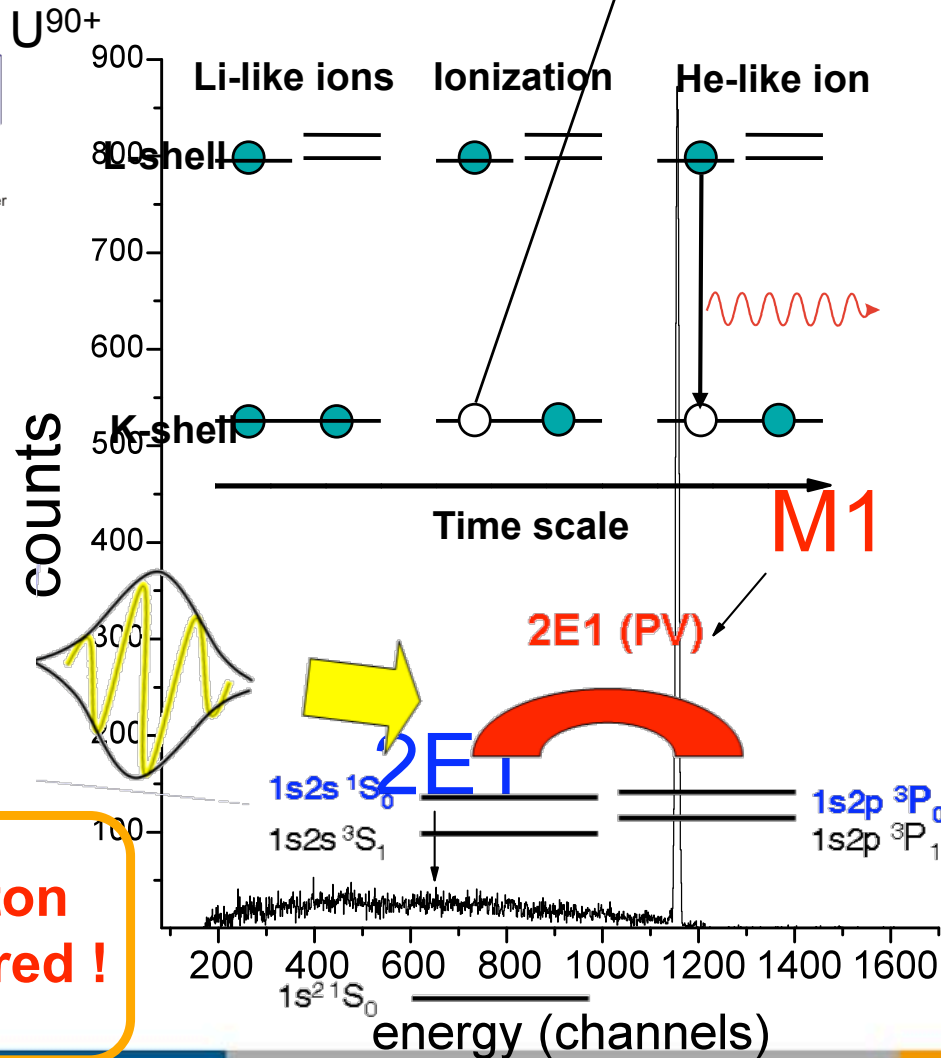 U90+
900
Li-like ions Ionization He-like ion
800
L-shell
er
700
600
500
K-shell
counts
Time scale
M1
400
300
2E1 (PV)
200
2E1
1s2s 1S0
1s2p 3P0
1s2s 3S1
1s2p 3P1
100
ton
red !
200 400 600 800 1000 1200 1400 1600
1s2 1S0
energy (channels)